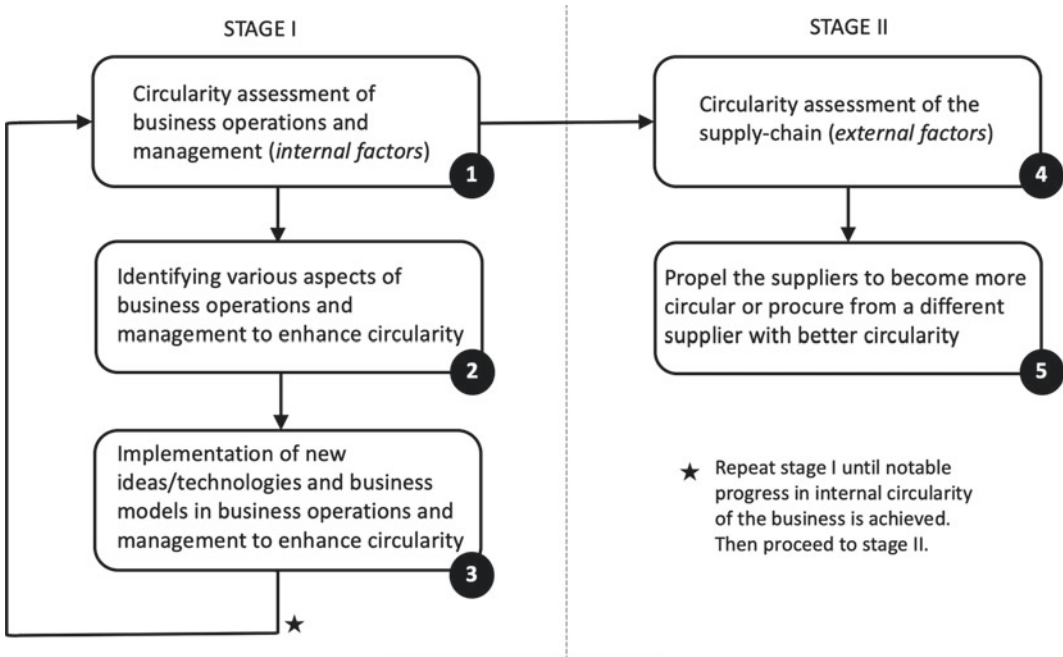 STAGE I
Circularity assessment of
business operations and
management (internal factors)
1
Identifying various aspects of
business operations and
management to enhance circularity
2
Implementation of new
ideas/technologies and business
models in business operations and
management to enhance circularity
3
★
STAGE II
Circularity assessment of the
supply-chain (external factors)
4
Propel the suppliers to become more
circular or procure from a different
supplier with better circularity
5
★ Repeat stage I until notable
progress in internal circularity
of the business is achieved.
Then proceed to stage II.